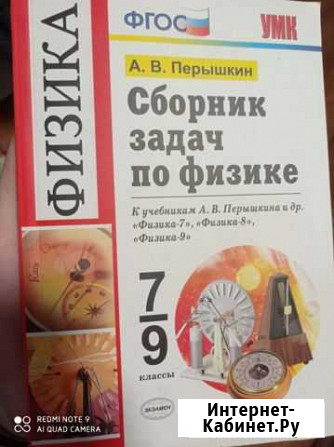 ФГОС
УМК
А. В. Перышкин
ФИЗИКА
Сборник
задач
по физике
К учебникам А. В. Перышкина и др.
«Физика-7», «Физика-8»,
«Физика-9»
7
9
классы
ЭКЗАМЕН
REDMI NOTE 9
AI QUAD CAMERA
Интернет-
Кабинет.Ру